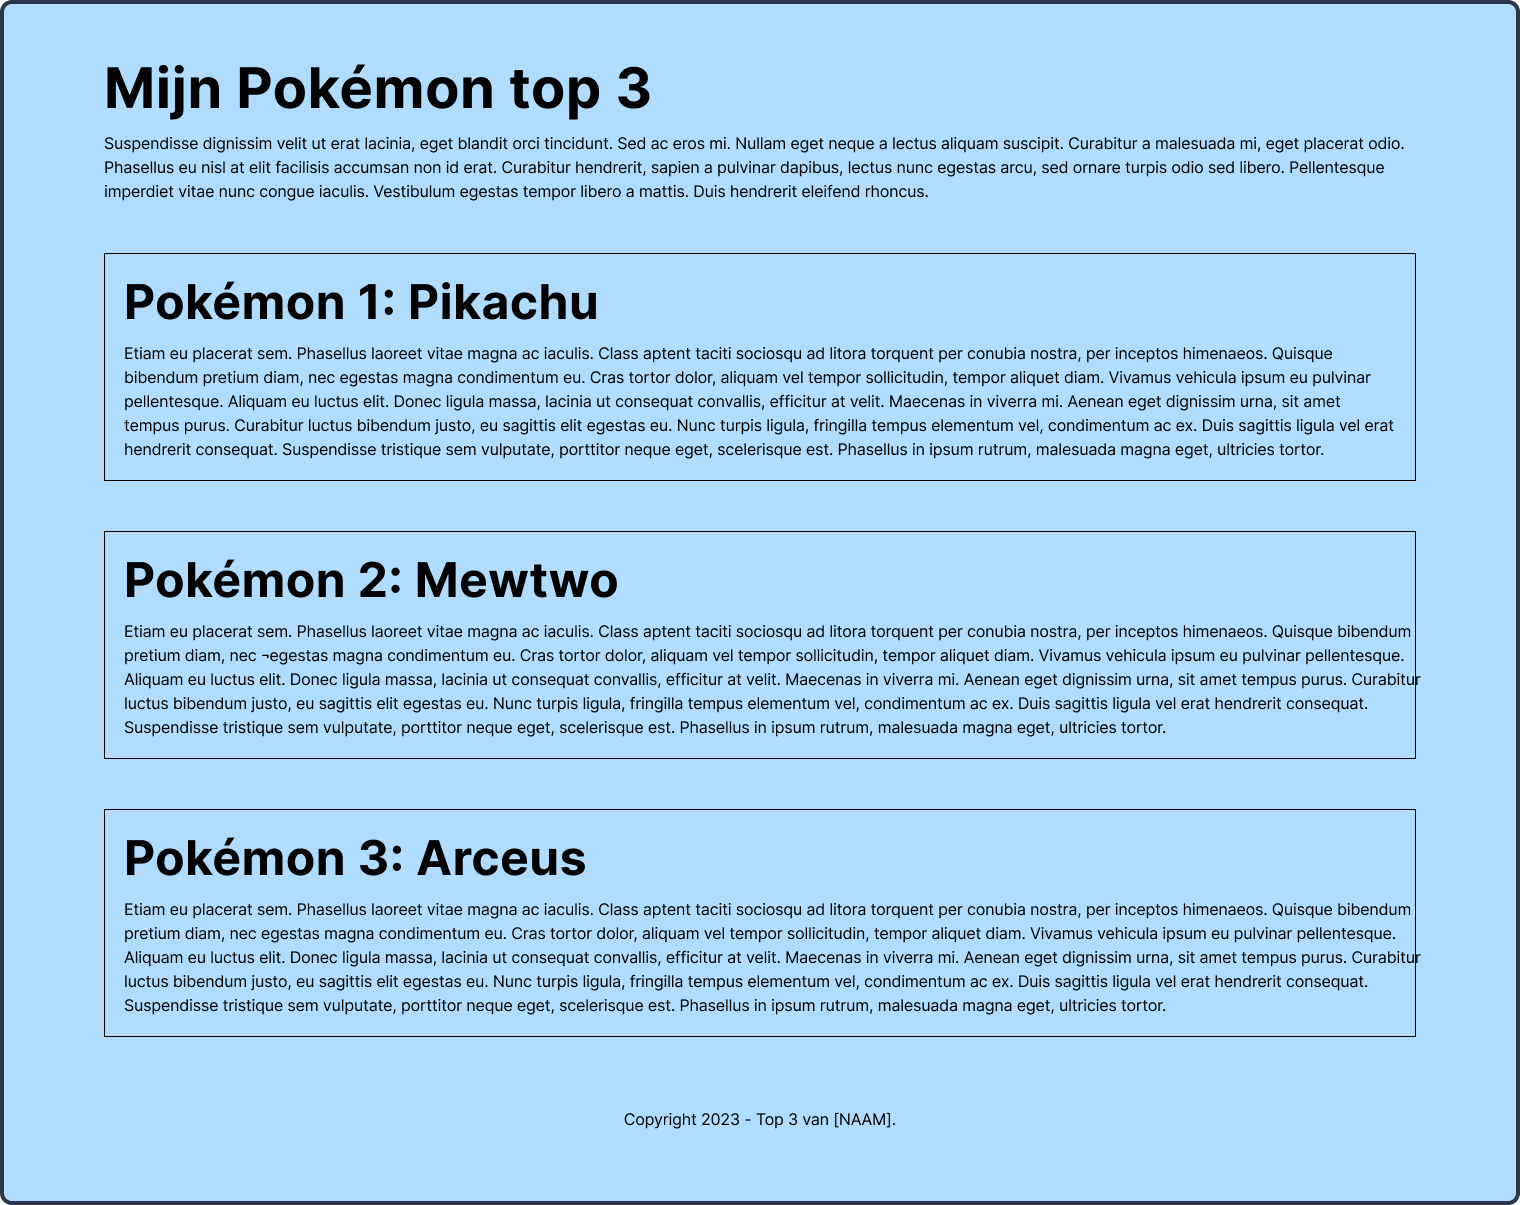 Mijn Pokémon top 3
Suspendisse dignissim velit ut erat lacinia, eget blandit orci tincidunt. Sed ac eros mi. Nullam eget neque a lectus aliquam suscipit. Curabitur a malesuada mi, eget placerat odio.
Phasellus eu nisl at elit facilisis accumsan non id erat. Curabitur hendrerit, sapien a pulvinar dapibus, lectus nunc egestas arcu, sed ornare turpis odio sed libero. Pellentesque
imperdiet vitae nunc congue iaculis. Vestibulum egestas tempor libero a mattis. Duis hendrerit eleifend rhoncus.
Pokémon 1: Pikachu
Etiam eu placerat sem. Phasellus laoreet vitae magna ac iaculis. Class aptent taciti sociosqu ad litora torquent per conubia nostra, per inceptos himenaeos. Quisque
bibendum pretium diam, nec egestas magna condimentum eu. Cras tortor dolor, aliquam vel tempor sollicitudin, tempor aliquet diam. Vivamus vehicula ipsum eu pulvinar
pellentesque. Aliquam eu luctus elit. Donec ligula massa, lacinia ut consequat convallis, efficitur at velit. Maecenas in viverra mi. Aenean eget dignissim urna, sit amet
tempus purus. Curabitur luctus bibendum justo, eu sagittis elit egestas eu. Nunc turpis ligula, fringilla tempus elementum vel, condimentum ac ex. Duis sagittis ligula vel erat
hendrerit consequat. Suspendisse tristique sem vulputate, porttitor neque eget, scelerisque est. Phasellus in ipsum rutrum, malesuada magna eget, ultricies tortor.
Pokémon 2: Mewtwo
Etiam eu placerat sem. Phasellus laoreet vitae magna ac iaculis. Class aptent taciti sociosqu ad litora torquent per conubia nostra, per inceptos himenaeos. Quisque bibendum
pretium diam, nec ¬egestas magna condimentum eu. Cras tortor dolor, aliquam vel tempor sollicitudin, tempor aliquet diam. Vivamus vehicula ipsum eu pulvinar pellentesque.
Aliquam eu luctus elit. Donec ligula massa, lacinia ut consequat convallis, efficitur at velit. Maecenas in viverra mi. Aenean eget dignissim urna, sit amet tempus purus. Curabitur
luctus bibendum justo, eu sagittis elit egestas eu. Nunc turpis ligula, fringilla tempus elementum vel, condimentum ac ex. Duis sagittis ligula vel erat hendrerit consequat.
Suspendisse tristique sem vulputate, porttitor neque eget, scelerisque est. Phasellus in ipsum rutrum, malesuada magna eget, ultricies tortor.
Pokémon 3: Arceus
Etiam eu placerat sem. Phasellus laoreet vitae magna ac iaculis. Class aptent taciti sociosqu ad litora torquent per conubia nostra, per inceptos himenaeos. Quisque bibendum
pretium diam, nec egestas magna condimentum eu. Cras tortor dolor, aliquam vel tempor sollicitudin, tempor aliquet diam. Vivamus vehicula ipsum eu pulvinar pellentesque.
Aliquam eu luctus elit. Donec ligula massa, lacinia ut consequat convallis, efficitur at velit. Maecenas in viverra mi. Aenean eget dignissim urna, sit amet tempus purus. Curabitur
luctus bibendum justo, eu sagittis elit egestas eu. Nunc turpis ligula, fringilla tempus elementum vel, condimentum ac ex. Duis sagittis ligula vel erat hendrerit consequat.
Suspendisse tristique sem vulputate, porttitor neque eget, scelerisque est. Phasellus in ipsum rutrum, malesuada magna eget, ultricies tortor.
Copyright 2023 - Top 3 van [NAAM].